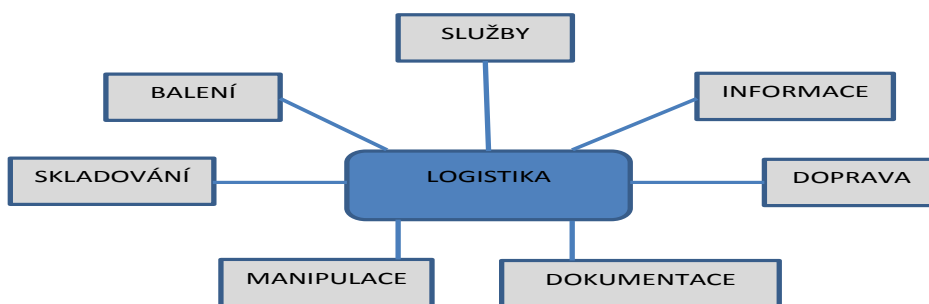 SLUŽBY
BALENÍ
INFORMACE
SKLADOVÁNÍ
LOGISTIKA
DOPRAVA
MANIPULACE
DOKUMENTACE